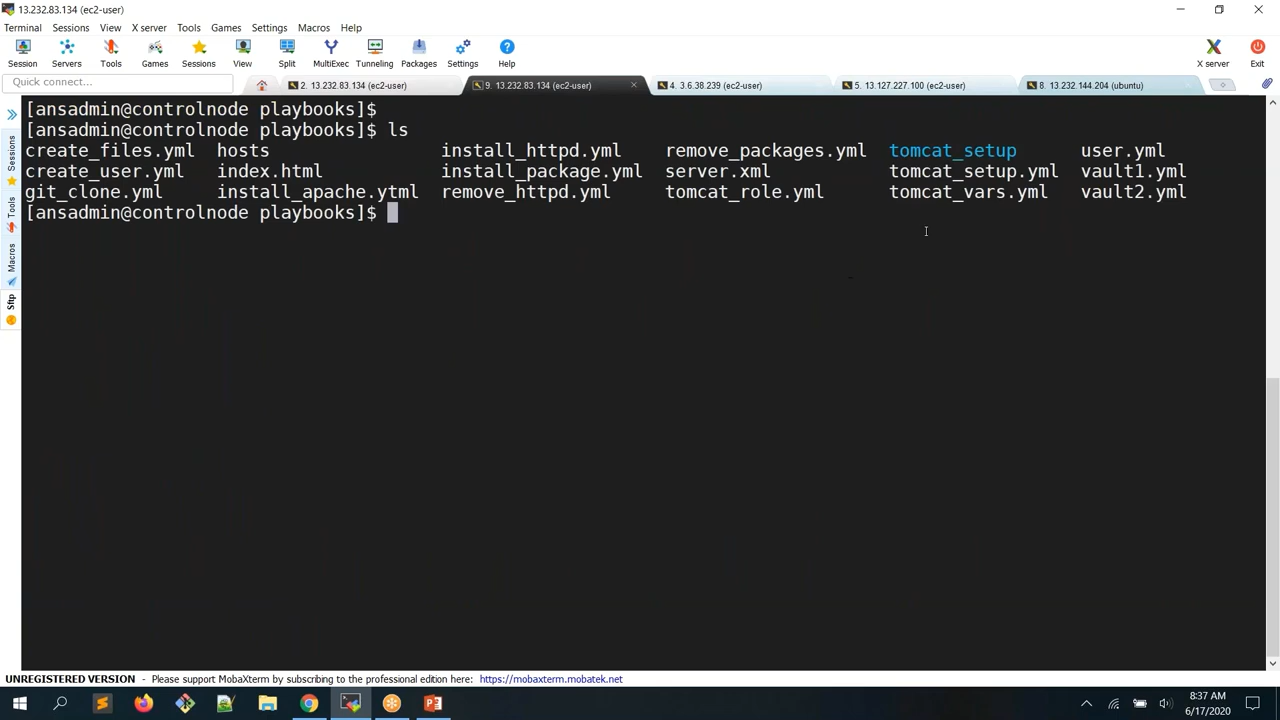 13.232.83.134 (ec2-user)
Terminal Sessions View X server Tools Games Settings Macros Help
Session Servers Tools Games Sessions View Split MultiExec Tunneling Packages Settings Help X server Exit
Quick connect...
2. 13.232.83.134 (ec2-user) 9. 13.232.83.134 (ec2-user) 4. 3.6.38.239 (ec2-user) 5. 13.127.227.100 (ec2-user) 8. 13.232.144.204 (ubuntu)
[ansadmin@controlnode playbooks]$
[ansadmin@controlnode playbooks]$ ls
create_files.yml hosts install_httpd.yml remove_packages.yml tomcat_setup user.yml
create_user.yml index.html install_package.yml server.xml tomcat_setup.yml vault1.yml
git_clone.yml install_apache.ytml remove_httpd.yml tomcat_role.yml tomcat_vars.yml vault2.yml
[ansadmin@controlnode playbooks]$
Sessions
Tools
Macros
Sftp
UNREGISTERED VERSION - Please support MobaXterm by subscribing to the professional edition here: https://mobaxterm.mobatek.net
8:37 AM
6/17/2020